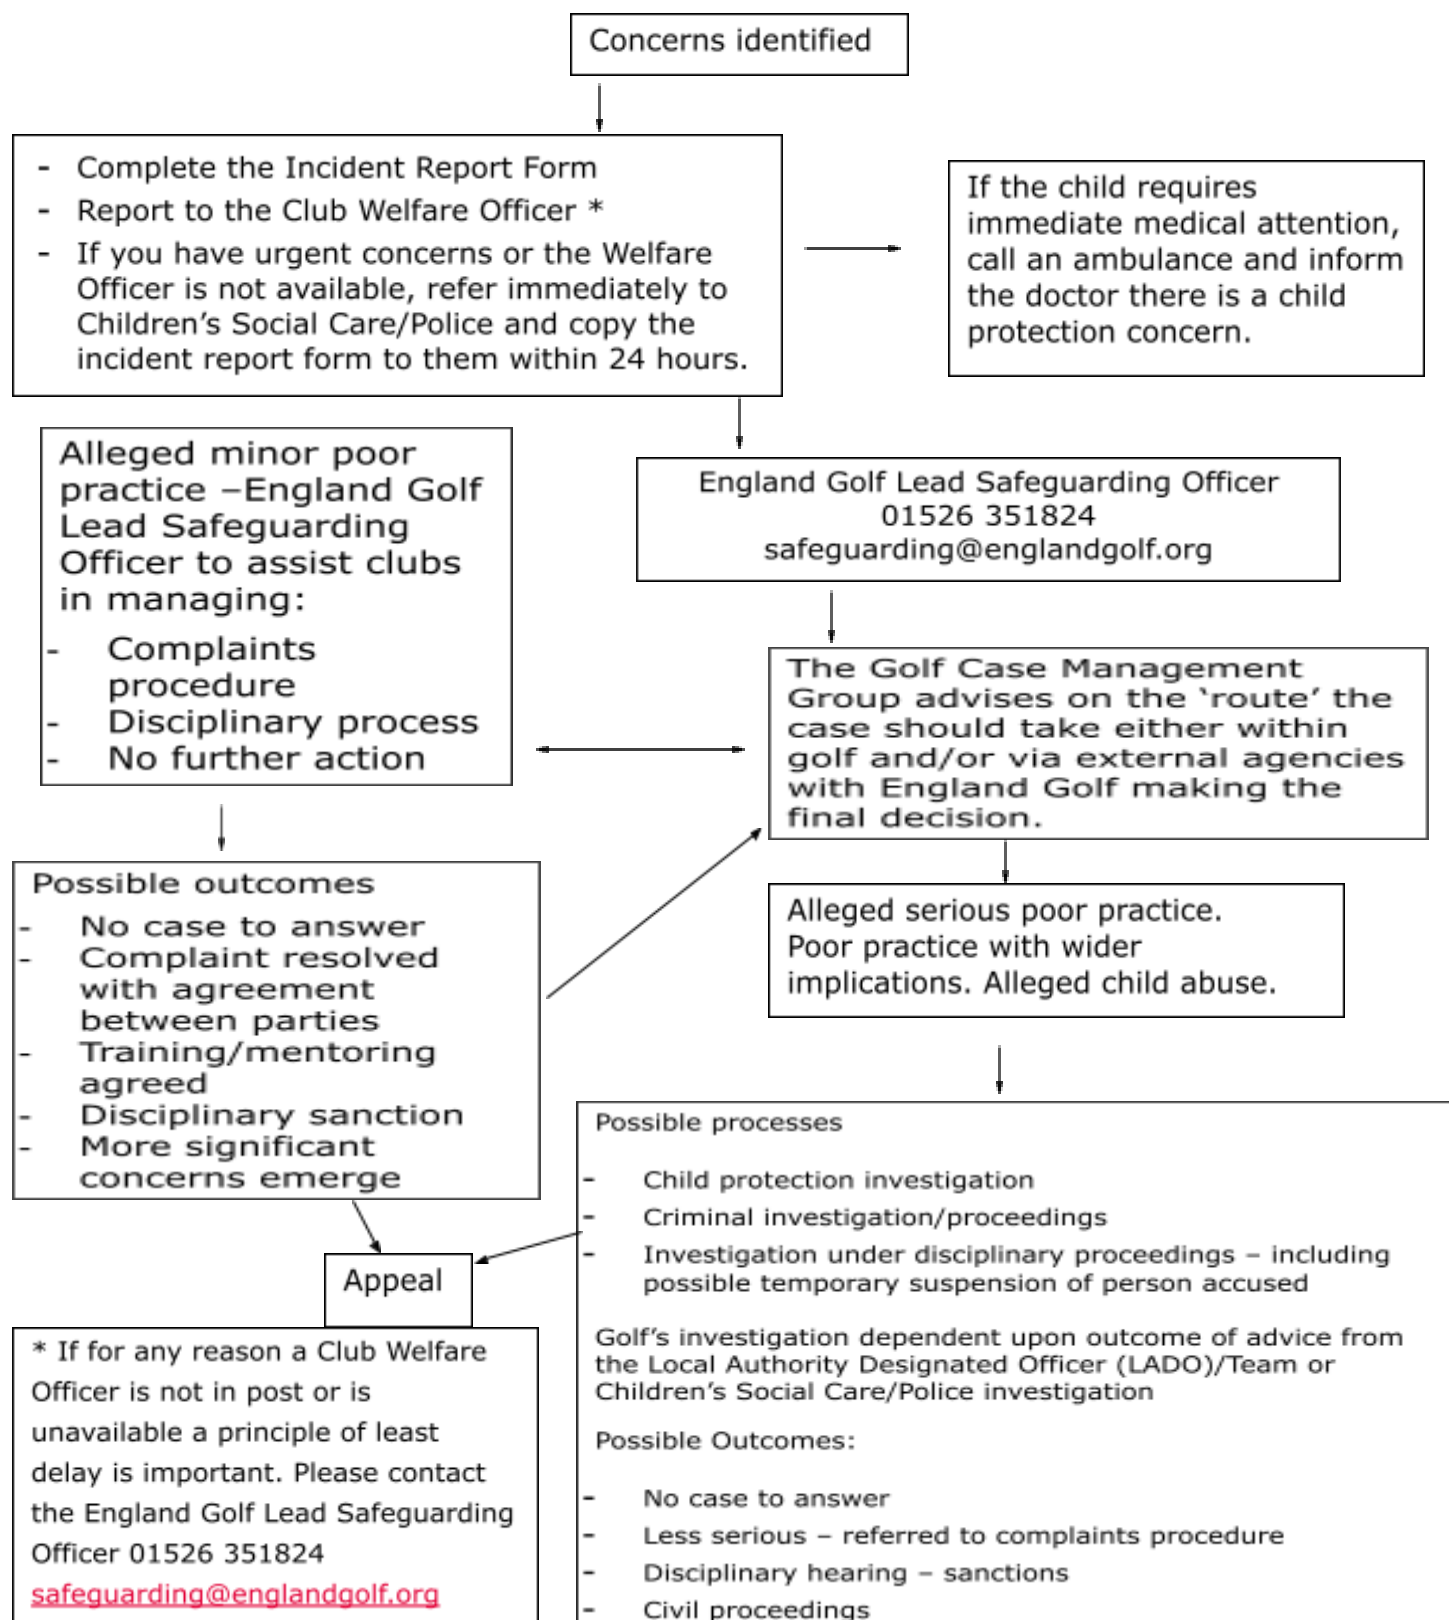 Concerns identified
- Complete the Incident Report Form
- Report to the Club Welfare Officer *
- If you have urgent concerns or the Welfare
Officer is not available, refer immediately to
Children’s Social Care/Police and copy the
incident report form to them within 24 hours.
If the child requires
immediate medical attention,
call an ambulance and inform
the doctor there is a child
protection concern.
Alleged minor poor
practice –England Golf
Lead Safeguarding
Officer to assist clubs
in managing:
- Complaints
procedure
- Disciplinary process
- No further action
England Golf Lead Safeguarding Officer
01526 351824
safeguarding@englandgolf.org
The Golf Case Management
Group advises on the ‘route’ the
case should take either within
golf and/or via external agencies
with England Golf making the
final decision.
Possible outcomes
- No case to answer
- Complaint resolved
with agreement
between parties
- Training/mentoring
agreed
- Disciplinary sanction
- More significant
concerns emerge
Alleged serious poor practice.
Poor practice with wider
implications. Alleged child abuse.
Possible processes
- Child protection investigation
- Criminal investigation/proceedings
- Investigation under disciplinary proceedings – including
possible temporary suspension of person accused
Golf’s investigation dependent upon outcome of advice from
the Local Authority Designated Officer (LADO)/Team or
Children’s Social Care/Police investigation
Possible Outcomes:
- No case to answer
- Less serious – referred to complaints procedure
- Disciplinary hearing – sanctions
- Civil proceedings
Appeal
* If for any reason a Club Welfare
Officer is not in post or is
unavailable a principle of least
delay is important. Please contact
the England Golf Lead Safeguarding
Officer 01526 351824
safeguarding@englandgolf.org